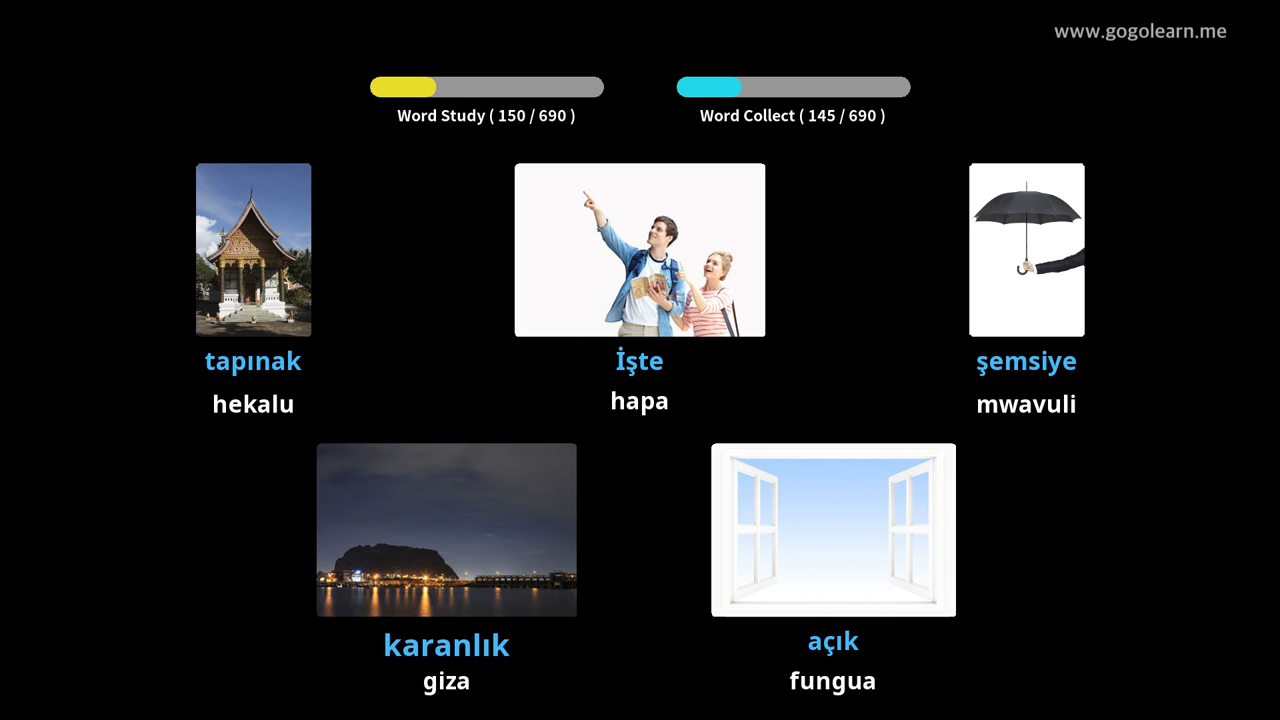 www.gogolearn.me
Word Study ( 150 / 690 )
Word Collect ( 145 / 690 )
tapınak
hekalu
İşte
hapa
şemsiye
mwavuli
karanlık
giza
açık
fungua